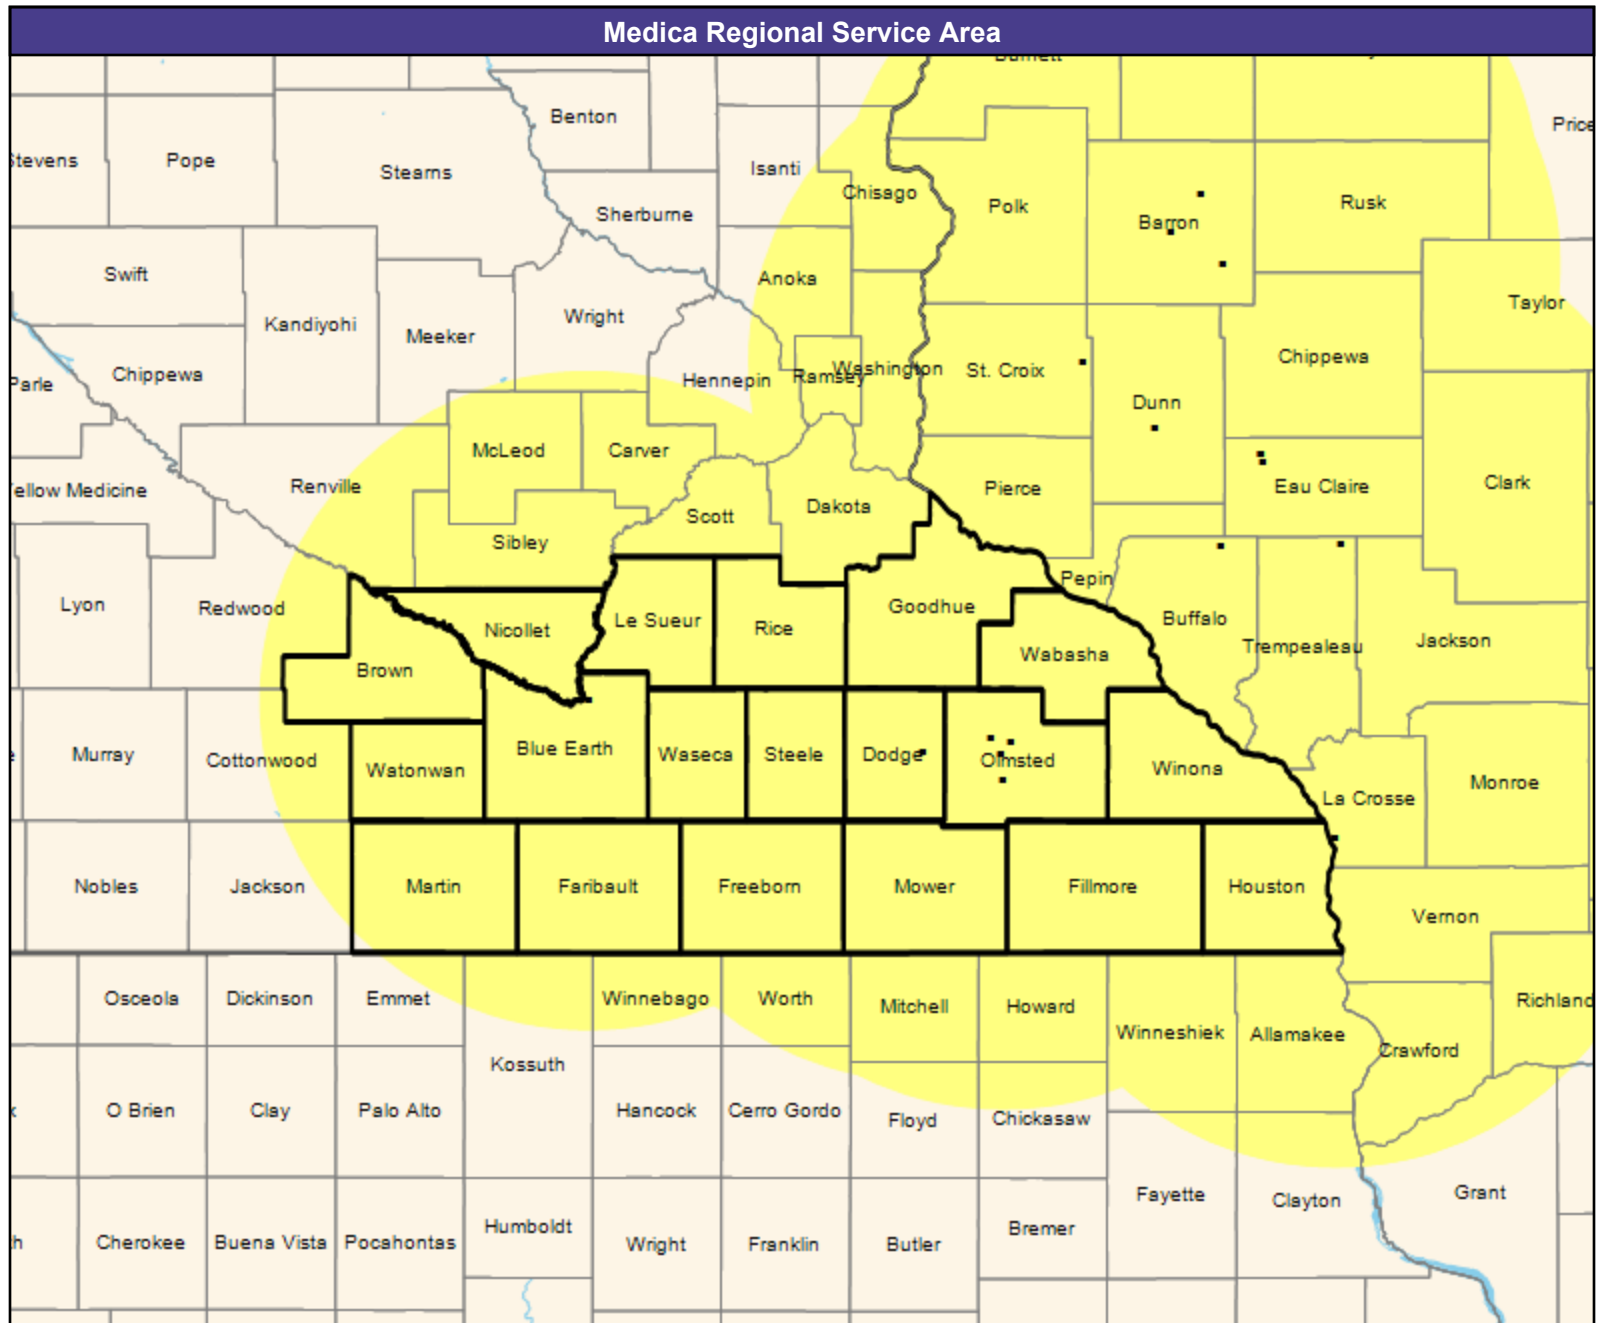 Medica Regional Service Area
Benton
Price
Stevens
Pope
Stearns
Isanti
Chisago
Polk
Barron
Rusk
Sherburne
Swift
Anoka
Taylor
Kandiyohi
Meeker
Wright
Chippewa
Chippewa
Parle
Hennepin
Ramsey
Washington
St. Croix
Dunn
McLeod
Carver
Yellow Medicine
Renville
Pierce
Eau Claire
Clark
Scott
Dakota
Sibley
Pepin
Lyon
Redwood
Nicollet
Le Sueur
Rice
Goodhue
Buffalo
Trempealeau
Jackson
Brown
Wabasha
Murray
Cottonwood
Watonwan
Blue Earth
Waseca
Steele
Dodge
Olmsted
Winona
La Crosse
Monroe
Nobles
Jackson
Martin
Faribault
Freeborn
Mower
Fillmore
Houston
Vernon
Osceola
Dickinson
Emmet
Winnebago
Worth
Mitchell
Howard
Winneshiek
Allamakee
Crawford
Richland
Kossuth
O Brien
Clay
Palo Alto
Hancock
Cerro Gordo
Floyd
Chickasaw
Fayette
Clayton
Grant
Cherokee
Buena Vista
Pocahontas
Humboldt
Wright
Franklin
Butler
Bremer